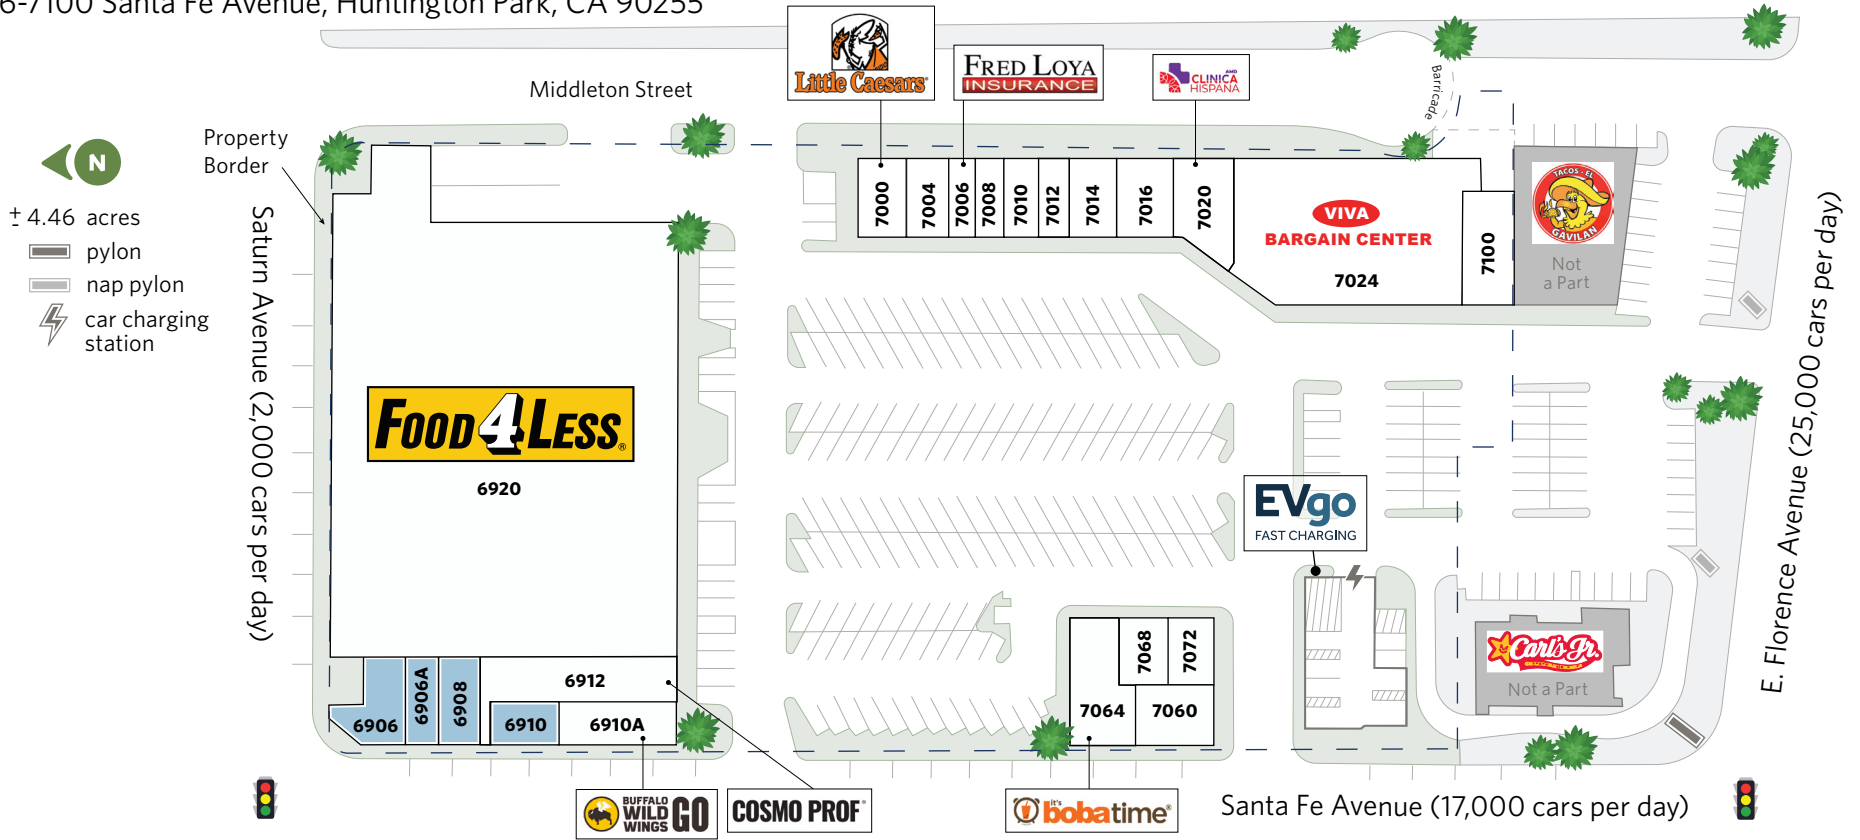 6-7100 Santa Fe Avenue, Huntington Park, CA 90255
Middleton Street
Little Caesars
FRED LOYA
INSURANCE
AMD
CLINICA
HISPANA
Barricade
Property
Border
N
± 4.46 acres
pylon
nap pylon
car charging
station
Saturn Avenue (2,000 cars per day)
7000
7004
7006
7008
7010
7012
7014
7016
7020
VIVA
BARGAIN CENTER
7024
7100
TACOS - EL
GAVILAN
Not
a Part
E. Florence Avenue (25,000 cars per day)
FOOD 4 LESS®
6920
EVgo
FAST CHARGING
6906
6906A
6908
6912
6910
6910A
7064
7068
7072
7060
Carl's Jr.
Not a Part
BUFFALO
WILD
WINGS
GO
COSMO PROF®
it's
bobatime®
Santa Fe Avenue (17,000 cars per day)